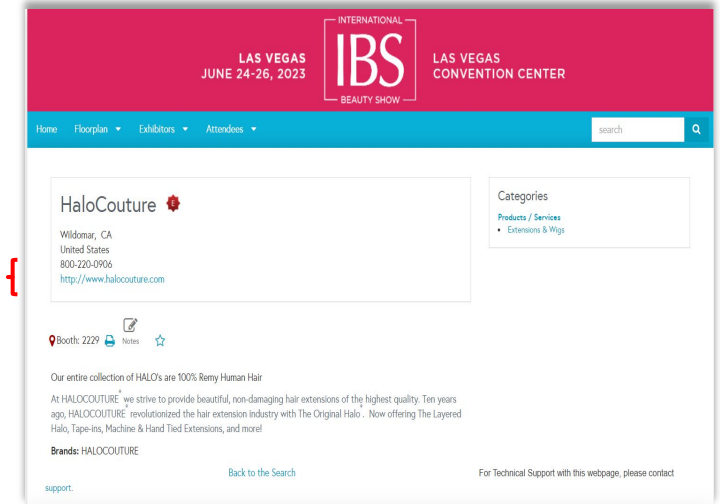 INTERNATIONAL
LAS VEGAS
JUNE 24-26, 2023
IBS
LAS VEGAS
CONVENTION CENTER
BEAUTY SHOW
Home Floorplan Exhibitors Attendees search
HaloCouture E
Wildomar, CA
United States
800-220-0906
http://www.halocouture.com
Categories
Products / Services
• Extensions & Wigs
Booth: 2229 Notes
Our entire collection of HALO's are 100% Remy Human Hair
At HALOCOUTURE® we strive to provide beautiful, non-damaging hair extensions of the highest quality. Ten years
ago, HALOCOUTURE® revolutionized the hair extension industry with The Original Halo®. Now offering The Layered
Halo, Tape-ins, Machine & Hand Tied Extensions, and more!
Brands: HALOCOUTURE
Back to the Search
For Technical Support with this webpage, please contact
support.